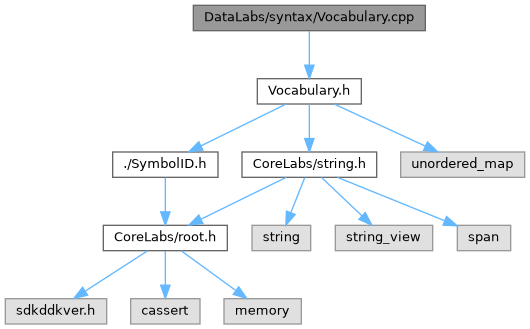 DataLabs/syntax/Vocabulary.cpp
Vocabulary.h
./SymbolID.h
CoreLabs/string.h
unordered_map
CoreLabs/root.h
string
string_view
span
sdkddkver.h
cassert
memory